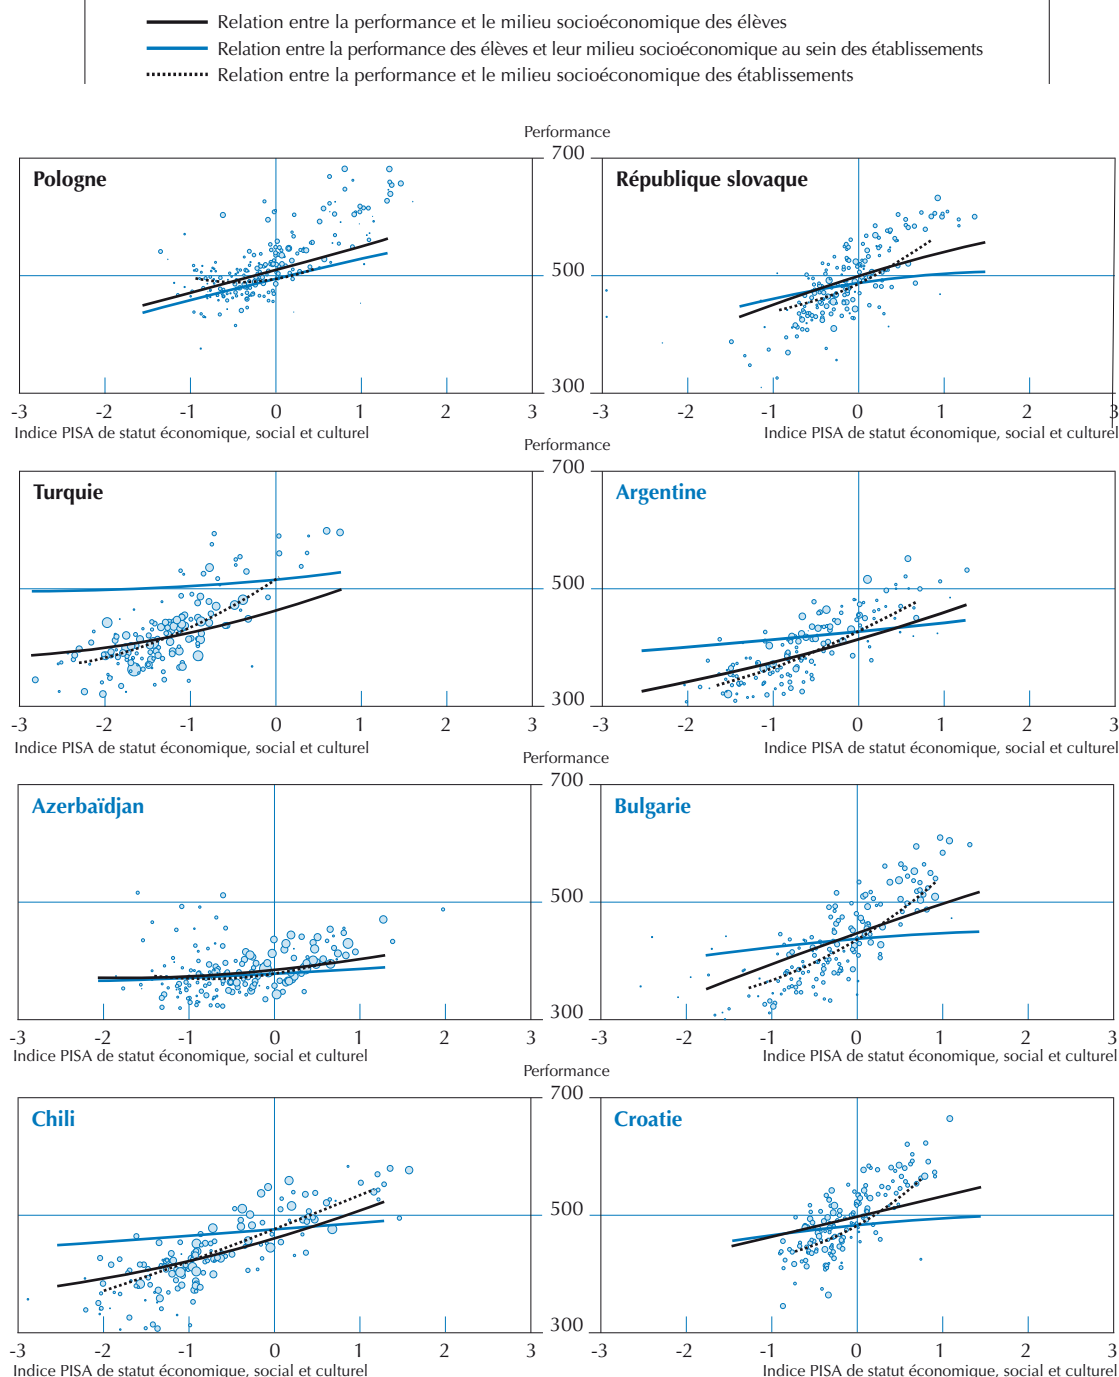 Relation entre la performance et le milieu socioéconomique des élèves
Relation entre la performance des élèves et leur milieu socioéconomique au sein des établissements
Relation entre la performance et le milieu socioéconomique des établissements
Performance
700
Pologne
République slovaque
500
300
-3 -2 -1 0 1 2 3 -3 -2 -1 0 1 2 3
Indice PISA de statut économique, social et culturel Indice PISA de statut économique, social et culturel
Performance
700
Turquie
Argentine
500
300
-3 -2 -1 0 1 2 3 -3 -2 -1 0 1 2 3
Indice PISA de statut économique, social et culturel Indice PISA de statut économique, social et culturel
Performance
700
Azerbaïdjan
Bulgarie
500
300
-3 -2 -1 0 1 2 3 -3 -2 -1 0 1 2 3
Indice PISA de statut économique, social et culturel Indice PISA de statut économique, social et culturel
Performance
700
Chili
Croatie
500
300
-3 -2 -1 0 1 2 3 -3 -2 -1 0 1 2 3
Indice PISA de statut économique, social et culturel Indice PISA de statut économique, social et culturel